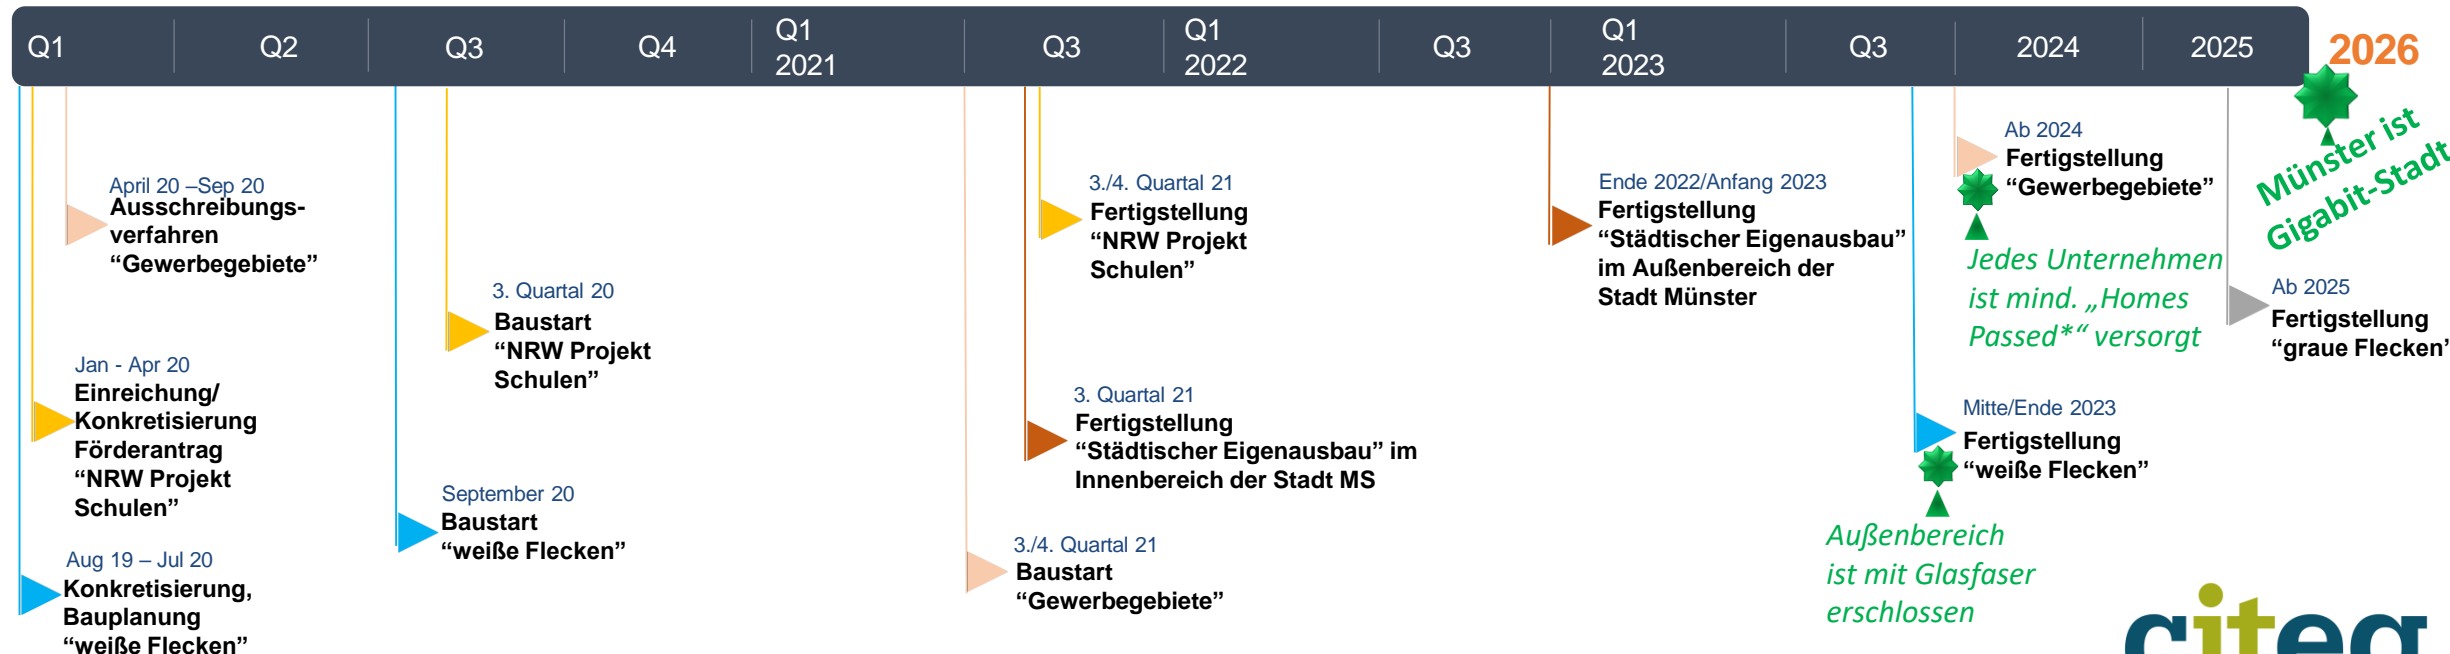 Q1
Q2
Q3
Q4
Q1
2021
Q3
Q1
2022
Q3
Q1
2023
Q3
2024
2025
2026
Münster ist
Gigabit-Stadt
April 20 –Sep 20
Ausschreibungs-
verfahren
“Gewerbegebiete”
Jan - Apr 20
Einreichung/
Konkretisierung
Förderantrag
“NRW Projekt
Schulen”
Aug 19 – Jul 20
Konkretisierung,
Bauplanung
“weiße Flecken”
3. Quartal 20
Baustart
“NRW Projekt
Schulen”
September 20
Baustart
“weiße Flecken”
3./4. Quartal 21
Fertigstellung
“NRW Projekt
Schulen”
3. Quartal 21
Fertigstellung
“Städtischer Eigenausbau” im
Innenbereich der Stadt MS
3./4. Quartal 21
Baustart
“Gewerbegebiete”
Ende 2022/Anfang 2023
Fertigstellung
“Städtischer Eigenausbau”
im Außenbereich der
Stadt Münster
Ab 2024
Fertigstellung
“Gewerbegebiete”
Jedes Unternehmen
ist mind. „Homes
Passed*“ versorgt
Mitte/Ende 2023
Fertigstellung
“weiße Flecken”
Außenbereich
ist mit Glasfaser
erschlossen
Ab 2025
Fertigstellung
“graue Flecken”
citeq